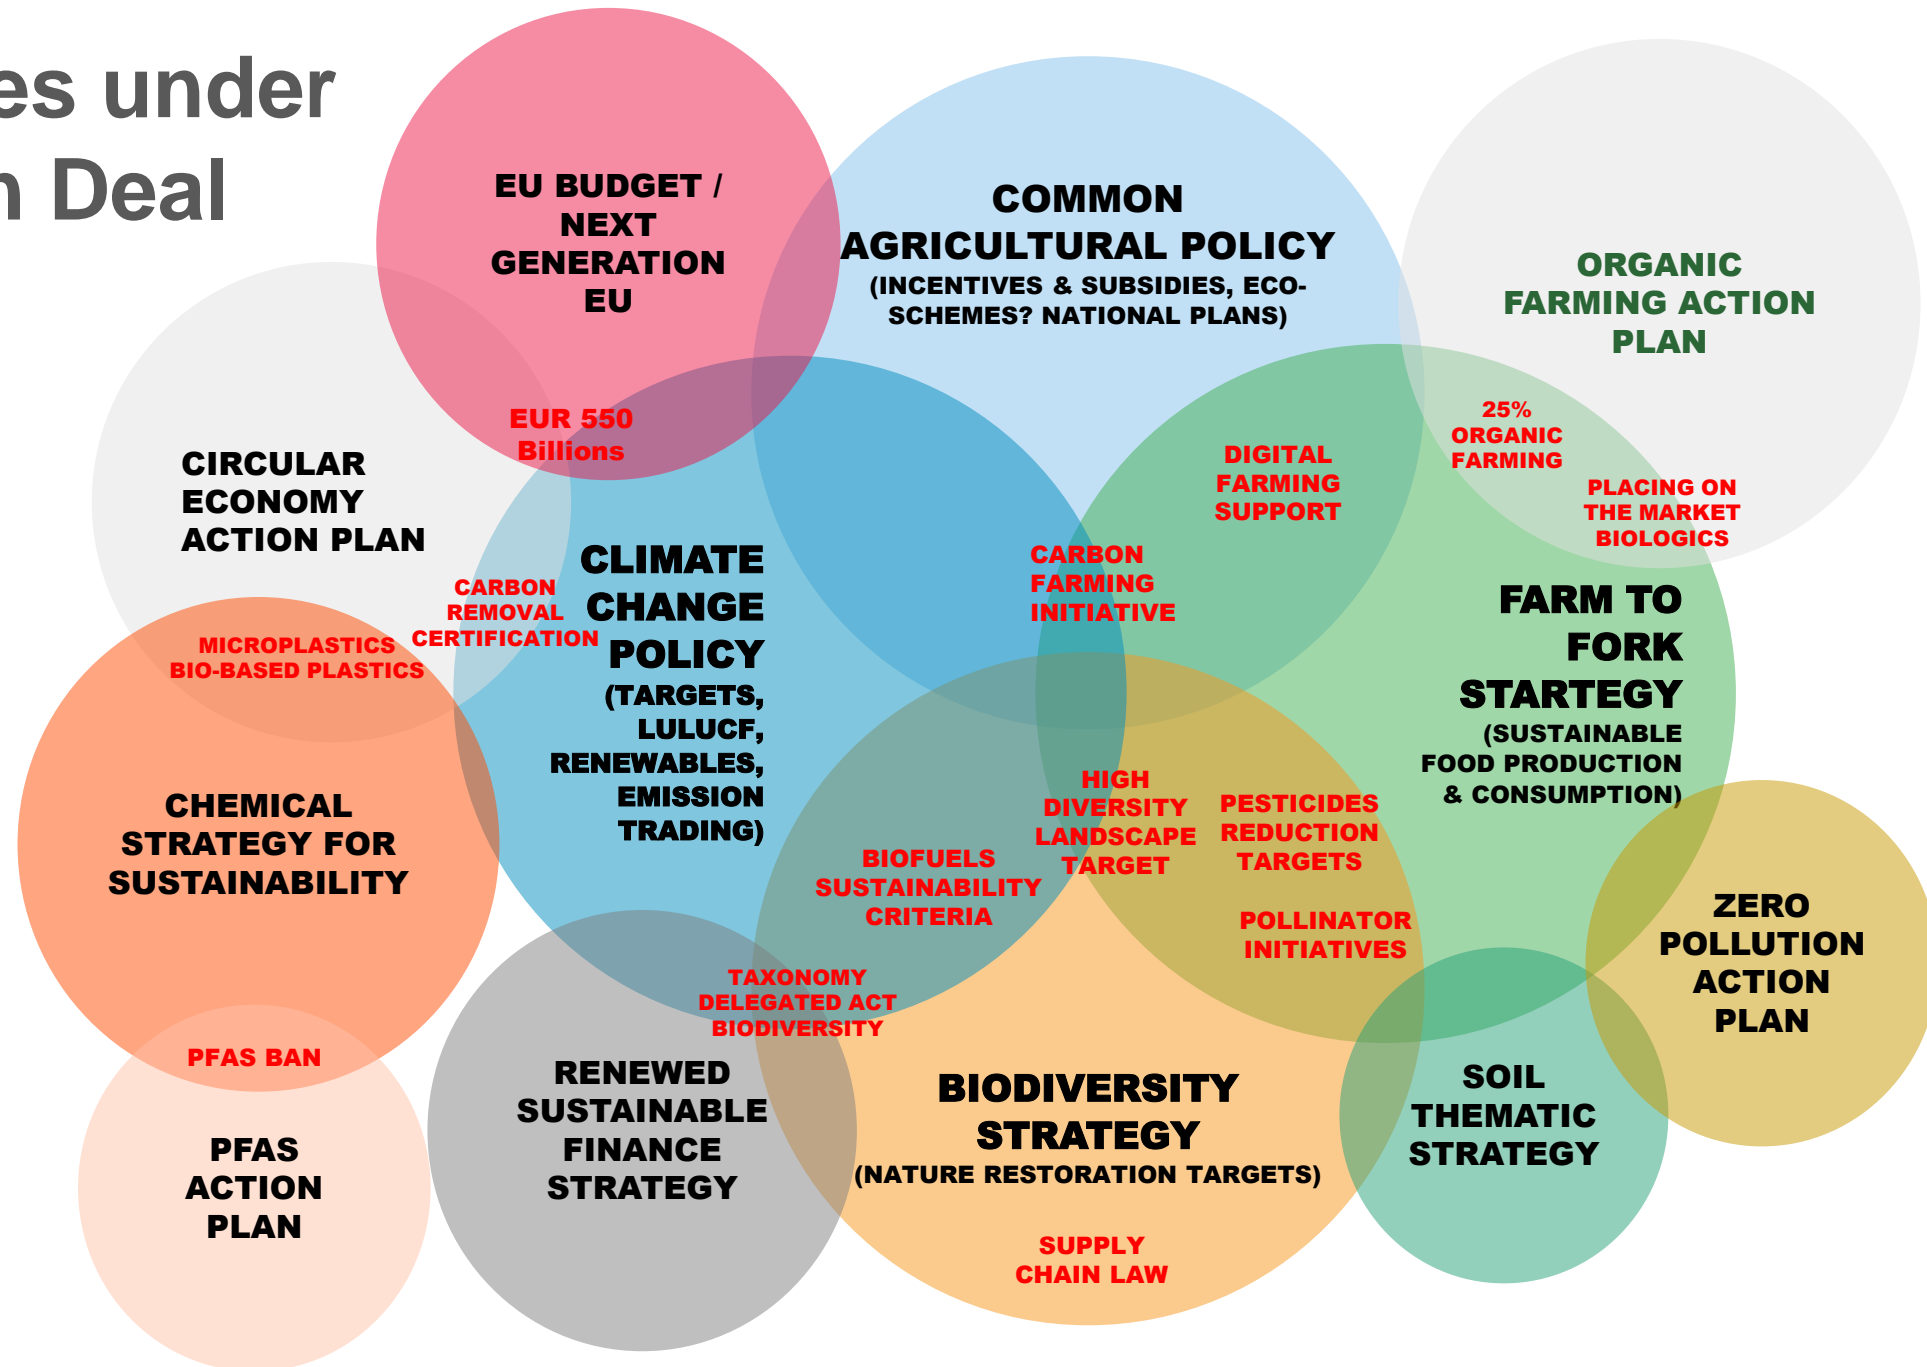 es under
n Deal
EU BUDGET /
NEXT
GENERATION
EU
COMMON
AGRICULTURAL POLICY
(INCENTIVES & SUBSIDIES, ECO-
SCHEMES? NATIONAL PLANS)
ORGANIC
FARMING ACTION
PLAN
EUR 550
Billions
25%
ORGANIC
FARMING
DIGITAL
FARMING
SUPPORT
PLACING ON
THE MARKET
BIOLOGICS
CIRCULAR
ECONOMY
ACTION PLAN
CARBON
REMOVAL
CERTIFICATION
CLIMATE
CHANGE
POLICY
(TARGETS,
LULUCF,
RENEWABLES,
EMISSION
TRADING)
CARBON
FARMING
INITIATIVE
FARM TO
FORK
STARTEGY
(SUSTAINABLE
FOOD PRODUCTION
& CONSUMPTION)
MICROPLASTICS
BIO-BASED PLASTICS
CHEMICAL
STRATEGY FOR
SUSTAINABILITY
HIGH
DIVERSITY
LANDSCAPE
TARGET
PESTICIDES
REDUCTION
TARGETS
BIOFUELS
SUSTAINABILITY
CRITERIA
POLLINATOR
INITIATIVES
ZERO
POLLUTION
ACTION
PLAN
TAXONOMY
DELEGATED ACT
BIODIVERSITY
PFAS BAN
RENEWED
SUSTAINABLE
FINANCE
STRATEGY
BIODIVERSITY
STRATEGY
(NATURE RESTORATION TARGETS)
SOIL
THEMATIC
STRATEGY
PFAS
ACTION
PLAN
SUPPLY
CHAIN LAW